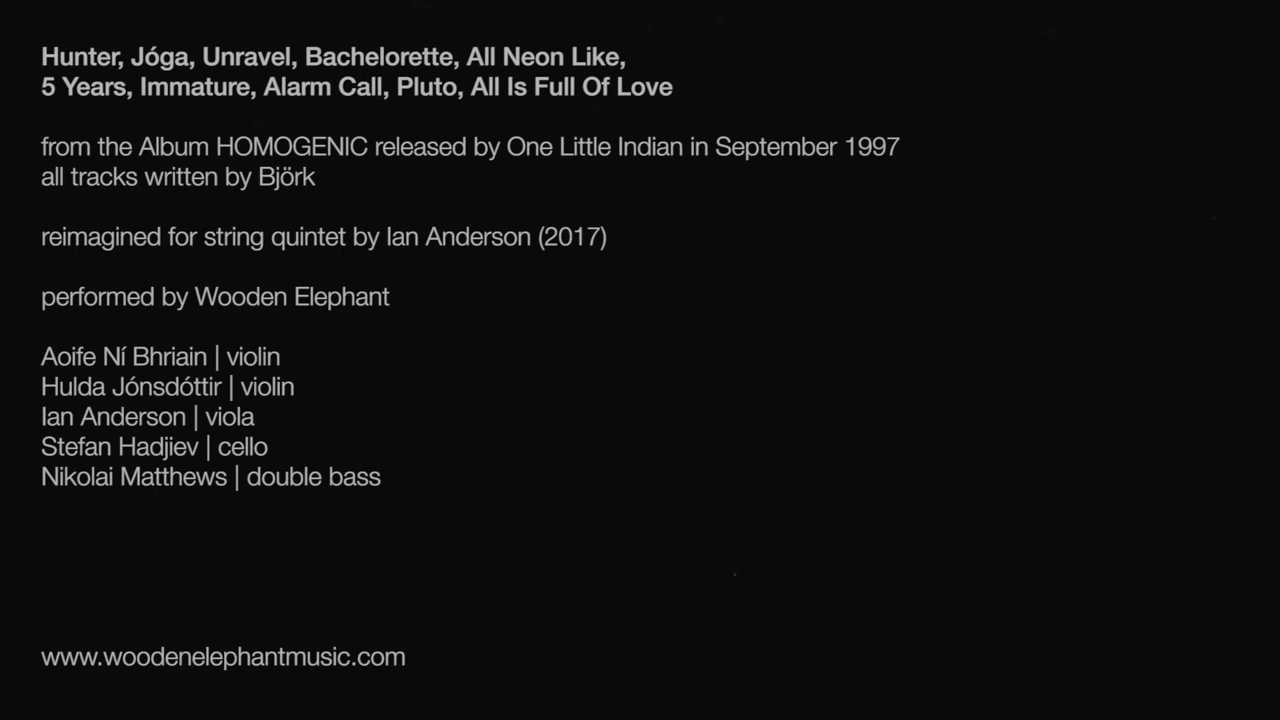 Hunter, Jóga, Unravel, Bachelorette, All Neon Like,
5 Years, Immature, Alarm Call, Pluto, All Is Full Of Love
from the Album HOMOGENIC released by One Little Indian in September 1997
all tracks written by Björk
reimagined for string quintet by Ian Anderson (2017)
performed by Wooden Elephant
Aoife Ní Bhriain | violin
Hulda Jónsdóttir | violin
Ian Anderson | viola
Stefan Hadjiev | cello
Nikolai Matthews | double bass
www.woodenelephantmusic.com